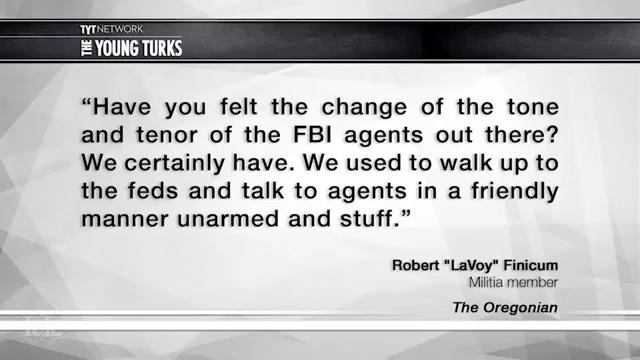 TYT NETWORK
THE YOUNG TURKS
“Have you felt the change of the tone
and tenor of the FBI agents out there?
We certainly have. We used to walk up to
the feds and talk to agents in a friendly
manner unarmed and stuff.”
Robert "LaVoy" Finicum
Militia member
The Oregonian